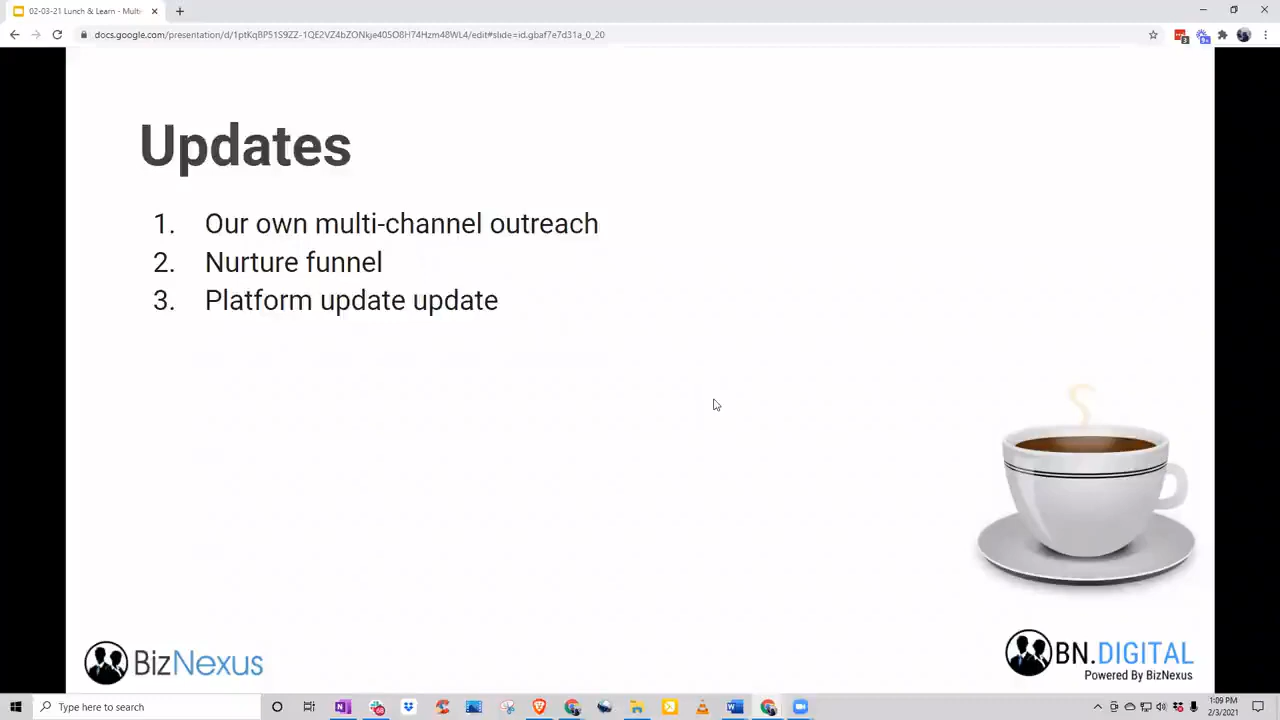 02-03-21 Lunch & Learn - Mult
docs.google.com/presentation/d/1ptKqBP51S9ZZ-1QE2VZ4bZONkje405O8H74Hzm48WL4/edit#slide=id.gbaf7e7d31a_0_20
Updates
1. Our own multi-channel outreach
2. Nurture funnel
3. Platform update update
BizNexus
BN.DIGITAL
Powered By BizNexus
Type here to search
1:09 PM
2/3/2021